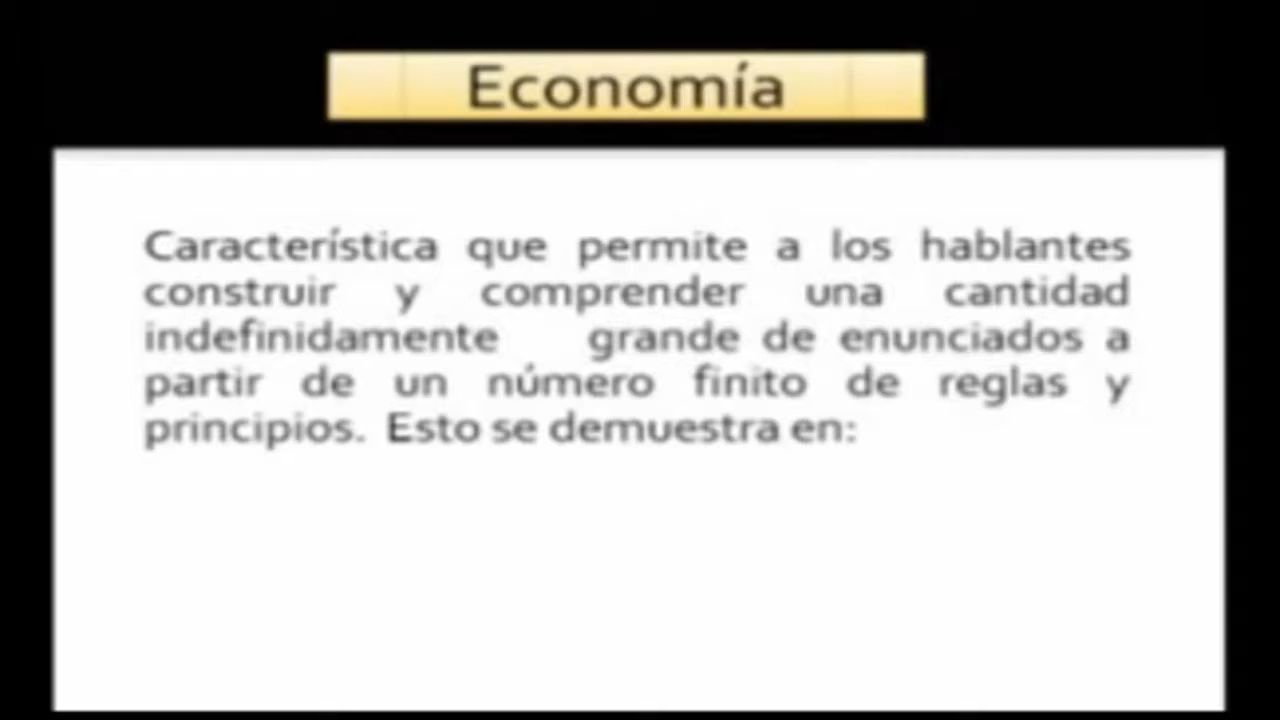 Economía
Característica que permite a los hablantes
construir y comprender una cantidad
indefinidamente grande de enunciados a
partir de un número finito de reglas y
principios. Esto se demuestra en: